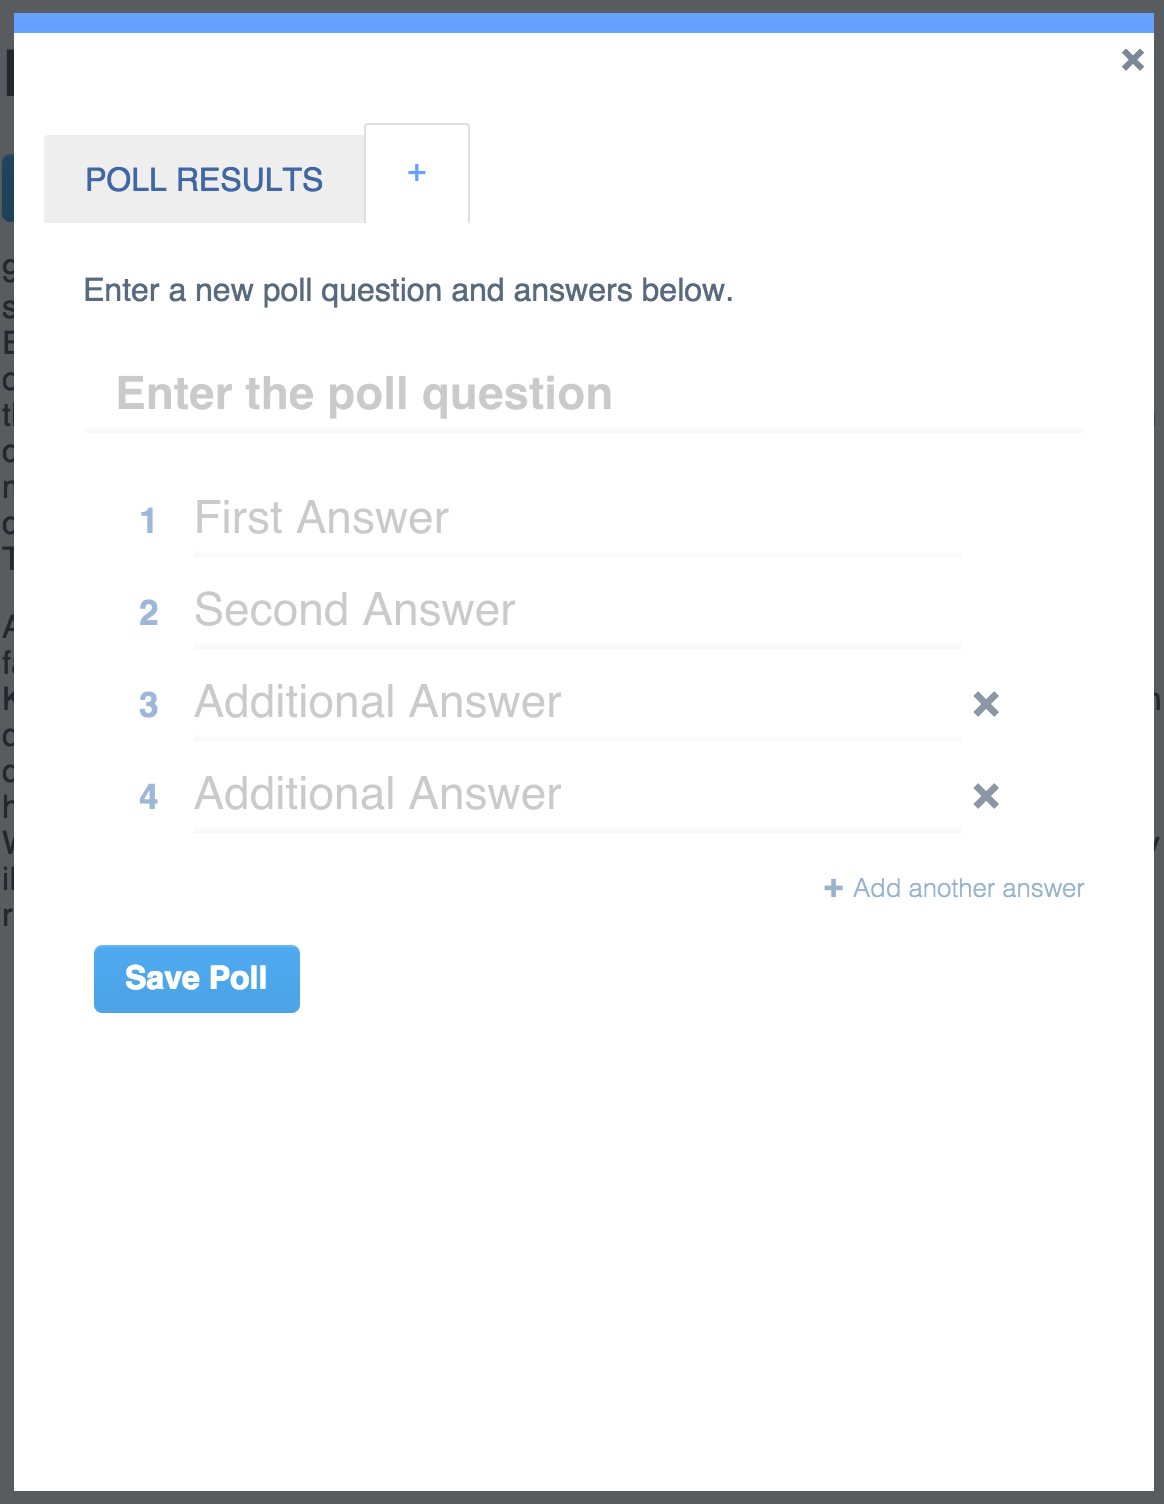 POLL RESULTS
+
Enter a new poll question and answers below.
Enter the poll question
1 First Answer
2 Second Answer
3 Additional Answer
4 Additional Answer
+ Add another answer
Save Poll